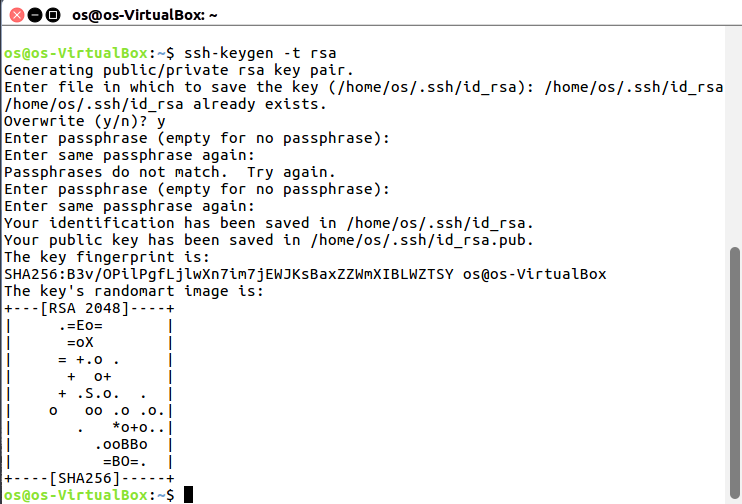 os@os-VirtualBox: ~
os@os-VirtualBox:~$ ssh-keygen -t rsa
Generating public/private rsa key pair.
Enter file in which to save the key (/home/os/.ssh/id_rsa): /home/os/.ssh/id_rsa
/home/os/.ssh/id_rsa already exists.
Overwrite (y/n)? y
Enter passphrase (empty for no passphrase):
Enter same passphrase again:
Passphrases do not match.  Try again.
Enter passphrase (empty for no passphrase):
Enter same passphrase again:
Your identification has been saved in /home/os/.ssh/id_rsa.
Your public key has been saved in /home/os/.ssh/id_rsa.pub.
The key fingerprint is:
SHA256:B3v/OPilPgfLjlwXn7im7jEWJKsBaxZZWmXIBLWZTSY os@os-VirtualBox
The key's randomart image is:
+---[RSA 2048]----+
|     .=Eo=       |
|      =oX        |
|     = +.o .     |
|      +  o+      |
|     + .S.o.  .  |
|    o   oo .o .o.|
|       .   *o+o..|
|         .ooBBo  |
|          =BO=.  |
+----[SHA256]-----+
os@os-VirtualBox:~$